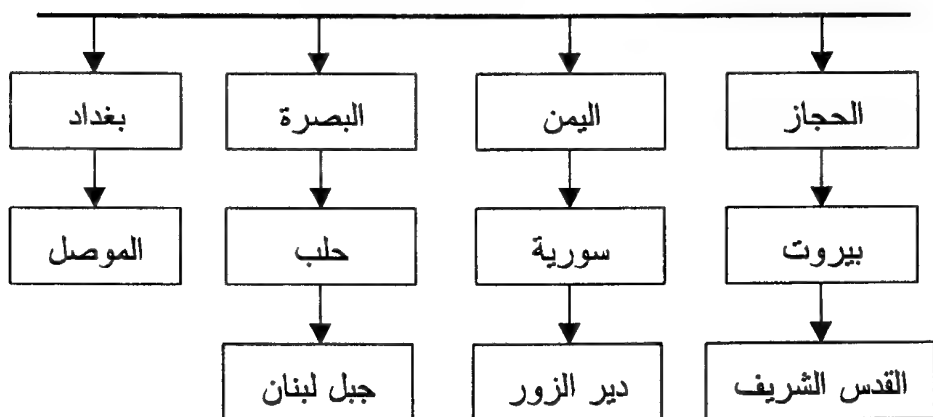 الحجاز
اليمن
البصرة
بغداد
بيروت
سورية
حلب
الموصل
القدس الشريف
دير الزور
جبل لبنان